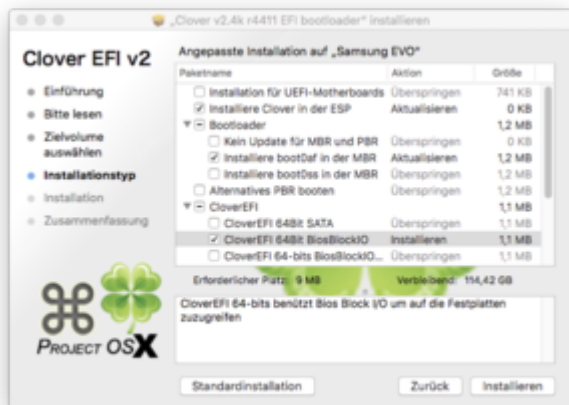 „Clover v2.4k r4411 EFI bootloader“ installieren
Clover EFI v2
Angepasste Installation auf „Samsung EVO“
Paketname Aktion Größe
Einführung
Bitte lesen
Zielvolume
auswählen
Installationstyp
Installation
Zusammenfassung
Installation für UEFI-Motherboards Überspringen 741 KB
Installiere Clover in der ESP Aktualisieren 0 KB
Bootloader 1,2 MB
Kein Update für MBR und PBR Überspringen 0 KB
Installiere boot0af in der MBR Aktualisieren 1,2 MB
Installiere boot0ss in der MBR Überspringen 1,2 MB
Alternatives PBR booten Überspringen 1,2 MB
CloverEFI 1,1 MB
CloverEFI 64Bit SATA Überspringen 1,1 MB
CloverEFI 64Bit BiosBlockIO Installieren 1,1 MB
CloverEFI 64-bits BiosBlockIO... Überspringen 1,1 MB
Erforderlicher Platz: 9 MB Verbleibend: 114,42 GB
CloverEFI 64-bits benützt Bios Block I/O um auf die Festplatten
zuzugreifen
PROJECT OSX
Standardinstallation Zurück Installieren